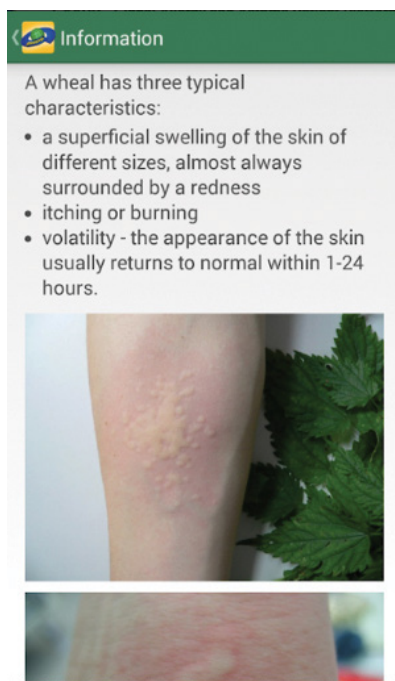 Information
A wheal has three typical
characteristics:
• a superficial swelling of the skin of
different sizes, almost always
surrounded by a redness
• itching or burning
• volatility - the appearance of the skin
usually returns to normal within 1-24
hours.